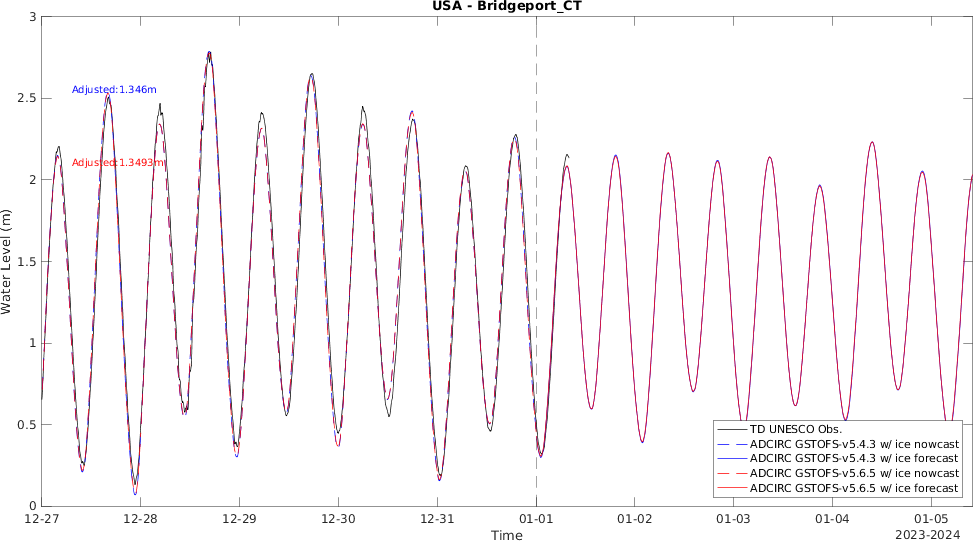 USA - Bridgeport_CT
3
2.5
2
1.5
1
0.5
0
Water Level (m)
Adjusted:1.346m
Adjusted:1.3493m
TD UNESCO Obs.
ADCIRC GSTOFS-v5.4.3 w/ ice nowcast
ADCIRC GSTOFS-v5.4.3 w/ ice forecast
ADCIRC GSTOFS-v5.6.5 w/ ice nowcast
ADCIRC GSTOFS-v5.6.5 w/ ice forecast
12-27 12-28 12-29 12-30 12-31 01-01 01-02 01-03 01-04 01-05
Time
2023-2024